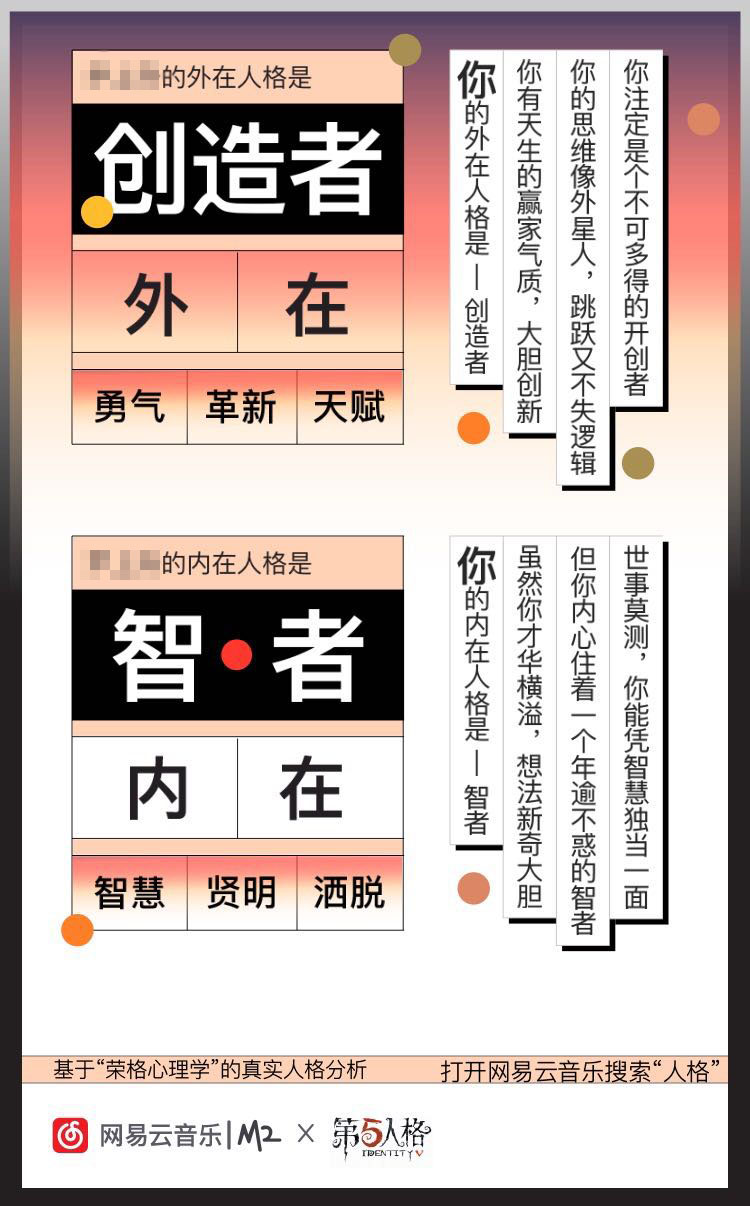 的外在人格是
创造者
外在
勇气 革新 天赋
你的外在人格是—创造者
你有天生的赢家气质，大胆创新
你的思维像外星人，跳跃又不失逻辑
你注定是个不可多得的开创者
的内在人格是
智•者
内在
智慧 贤明 洒脱
你的内在人格是—智者
虽然你才华横溢，想法新奇大胆
但你内心住着一个年逾不惑的智者
世事莫测，你能凭智慧独当一面
基于“荣格心理学”的真实人格分析
打开网易云音乐搜索“人格”
网易云音乐|M2 × 第5人格
IDENTITY V